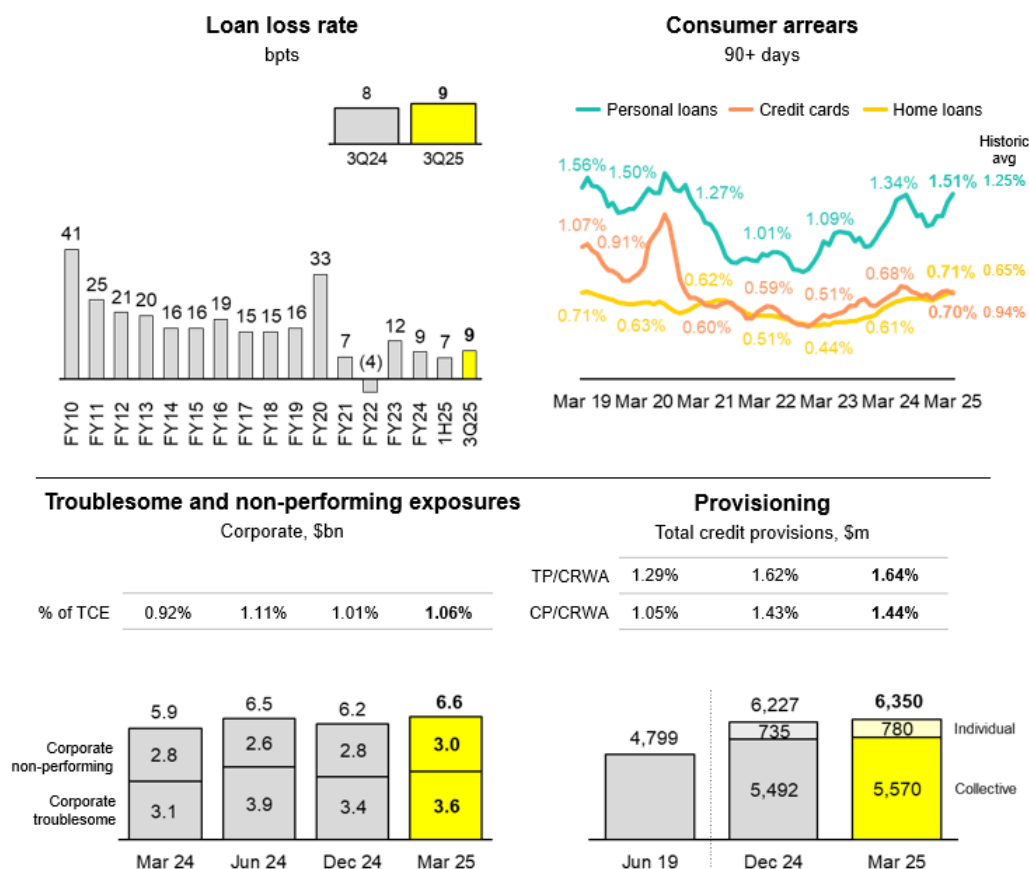 Loan loss rate
bpts
8 9
3Q24 3Q25
41 25 21 20 16 16 19 15 15 16 33 7 (4) 12 9 7 9
FY10 FY11 FY12 FY13 FY14 FY15 FY16 FY17 FY18 FY19 FY20 FY21 FY22 FY23 FY24 1H25 3Q25
Consumer arrears
90+ days
Personal loans Credit cards Home loans
Historic
avg
1.56% 1.50% 1.27% 1.01% 1.09% 1.34% 1.51% 1.25%
1.07% 0.91% 0.60% 0.59% 0.51% 0.68% 0.70% 0.94%
0.71% 0.63% 0.62% 0.51% 0.44% 0.61% 0.71% 0.65%
Mar 19 Mar 20 Mar 21 Mar 22 Mar 23 Mar 24 Mar 25
Troublesome and non-performing exposures
Corporate, $bn
% of TCE 0.92% 1.11% 1.01% 1.06%
5.9 6.5 6.2 6.6
Corporate
non-performing
2.8 2.6 2.8 3.0
Corporate
troublesome
3.1 3.9 3.4 3.6
Mar 24 Jun 24 Dec 24 Mar 25
Provisioning
Total credit provisions, $m
TP/CRWA 1.29% 1.62% 1.64%
CP/CRWA 1.05% 1.43% 1.44%
4,799 6,227 6,350
735 780 Individual
5,492 5,570 Collective
Jun 19 Dec 24 Mar 25